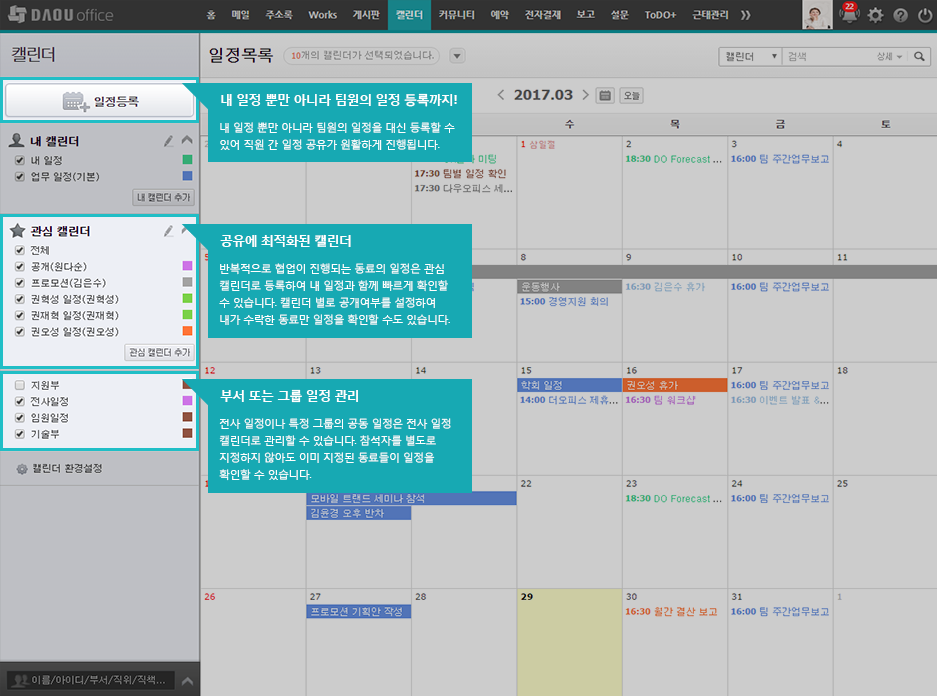 DAOU office
홈 메일 주소록 Works 게시판 캘린더 커뮤니티 예약 전자결재 보고 설문 ToDO+ 근태관리 》
22
캘린더
일정목록 10개의 캘린더가 선택되었습니다.
캘린더 검색 상세
일정등록
내 캘린더
내 일정
업무 일정(기본)
내 캘린더 추가
관심 캘린더
전체
공개(원다순)
프로모션(김은수)
권혁성 일정(권혁성)
권재혁 일정(권재혁)
권오성 일정(권오성)
관심 캘린더 추가
지원부
전사일정
임원일정
기술부
캘린더 환경설정
이름/아이디/부서/직위/직책...
내 일정 뿐만 아니라 팀원의 일정 등록까지!
내 일정 뿐만 아니라 팀원의 일정을 대신 등록할 수
있어 직원 간 일정 공유가 원활하게 진행됩니다.
공유에 최적화된 캘린더
반복적으로 협업이 진행되는 동료의 일정은 관심
캘린더로 등록하여 내 일정과 함께 빠르게 확인할
수 있습니다. 캘린더 별로 공개여부를 설정하여
내가 수락한 동료만 일정을 확인할 수도 있습니다.
부서 또는 그룹 일정 관리
전사 일정이나 특정 그룹의 공동 일정은 전사 일정
캘린더로 관리할 수 있습니다. 참석자를 별도로
지정하지 않아도 이미 지정된 동료들이 일정을
확인할 수 있습니다.
2017.03 오늘
수 목 금 토
1 삼일절 2 3 4
미팅 18:30 DO Forecast ... 16:00 팀 주간업무보고
17:30 팀별 일정 확인
17:30 다우오피스 세...
8 9 10 11
운동행사 16:30 김은수 휴가 16:00 팀 주간업무보고
15:00 경영지원 회의
12 13 14 15 16 17 18
학회 일정 권오성 휴가 16:00 팀 주간업무보고
14:00 더오피스 제휴... 16:30 팀 워크샵 16:30 이벤트 발표 &...
22 23 24 25
모바일 트랜드 세미나 참석 18:30 DO Forecast ... 16:00 팀 주간업무보고
김윤경 오후 반차
26 27 28 29 30 31 1
프로모션 기획안 작성 16:30 월간 결산 보고 16:00 팀 주간업무보고